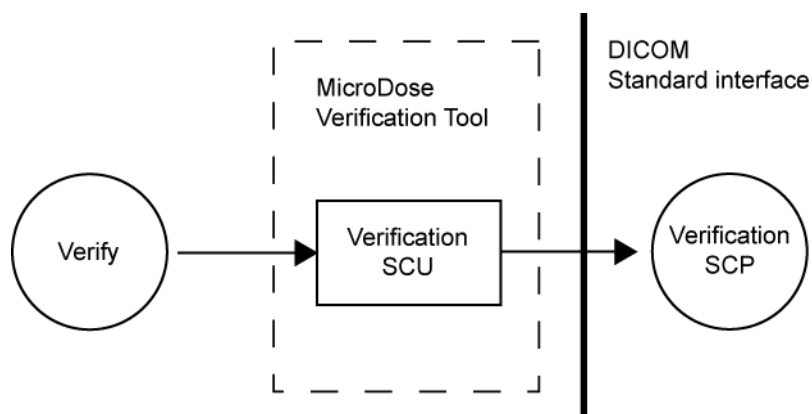 MicroDose
Verification Tool
DICOM
Standard interface
Verify
Verification
SCU
Verification
SCP